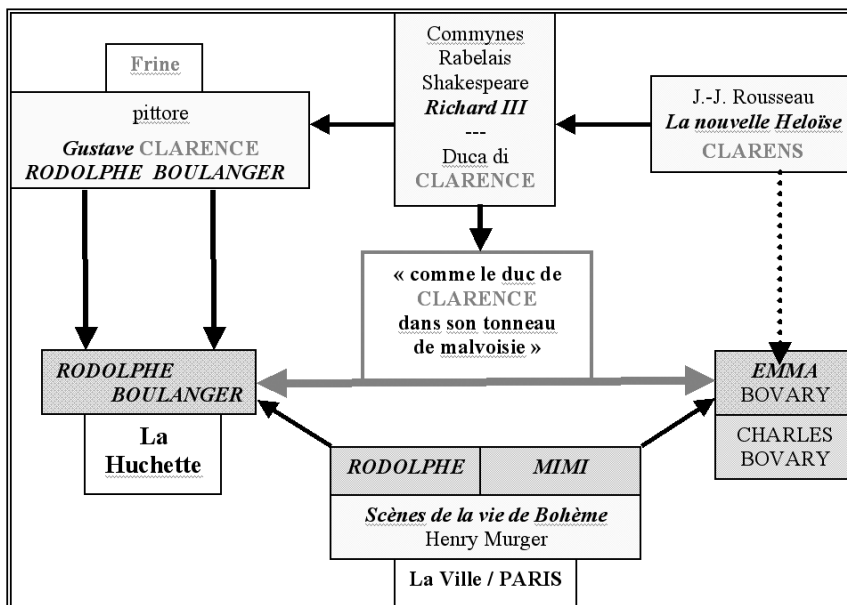 Frine
pittore
Gustave CLARENCE
RODOLPHE BOULANGER
Commynes
Rabelais
Shakespeare
Richard III
---
Duca di
CLARENCE
J.-J. Rousseau
La nouvelle Heloïse
CLARENS
« comme le duc de
CLARENCE
dans son tonneau
de malvoisie »
RODOLPHE
BOULANGER
La
Huchette
EMMA
BOVARY
CHARLES
BOVARY
RODOLPHE
MIMI
Scènes de la vie de Bohème
Henry Murger
La Ville / PARIS